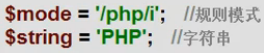 $mode = '/php/i';  //规则模式
$string = 'PHP';  //字符串